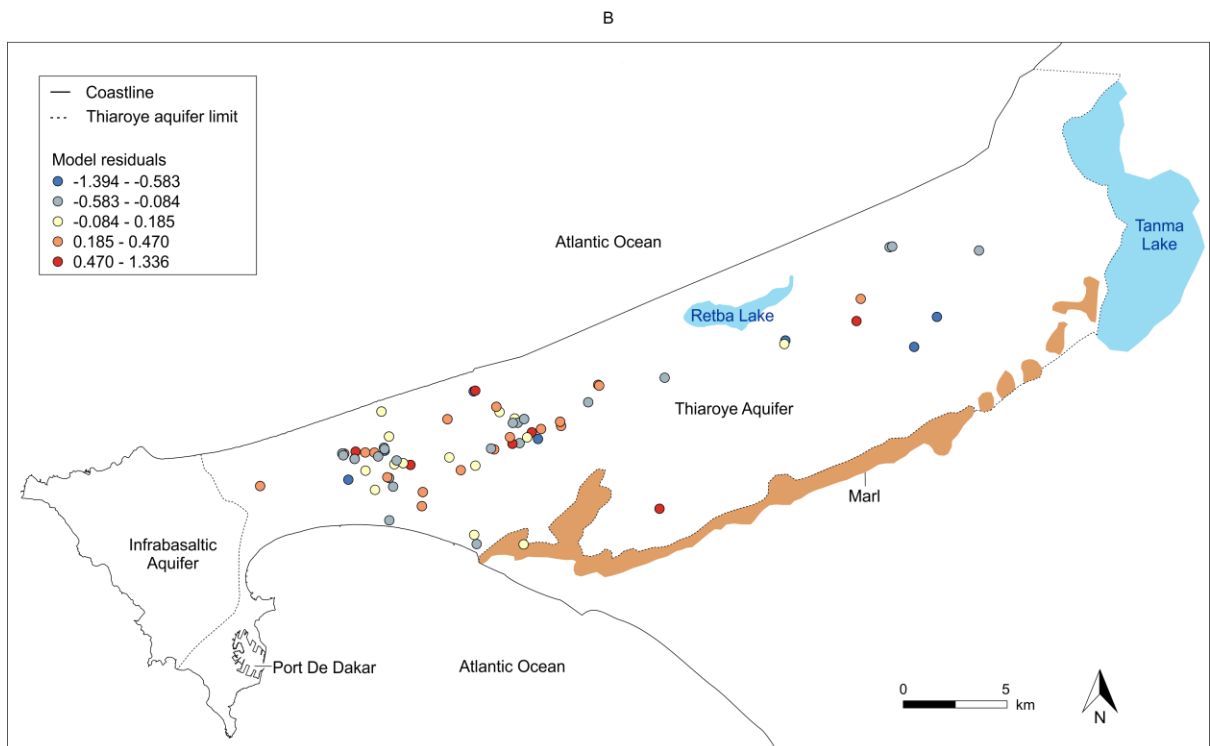 B
Coastline
Thiaroye aquifer limit
Model residuals
-1.394 - -0.583
-0.583 - -0.084
-0.084 - 0.185
0.185 - 0.470
0.470 - 1.336
Atlantic Ocean
Tanma
Lake
Retba Lake
Thiaroye Aquifer
Marl
Infrabasaltic
Aquifer
Port De Dakar
Atlantic Ocean
0 5
km
N